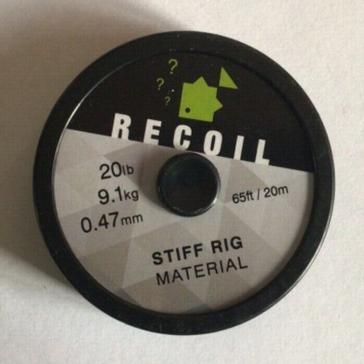 ? ? ?
RECOIL
20lb
9.1kg
0.47mm
65ft / 20m
STIFF RIG
MATERIAL